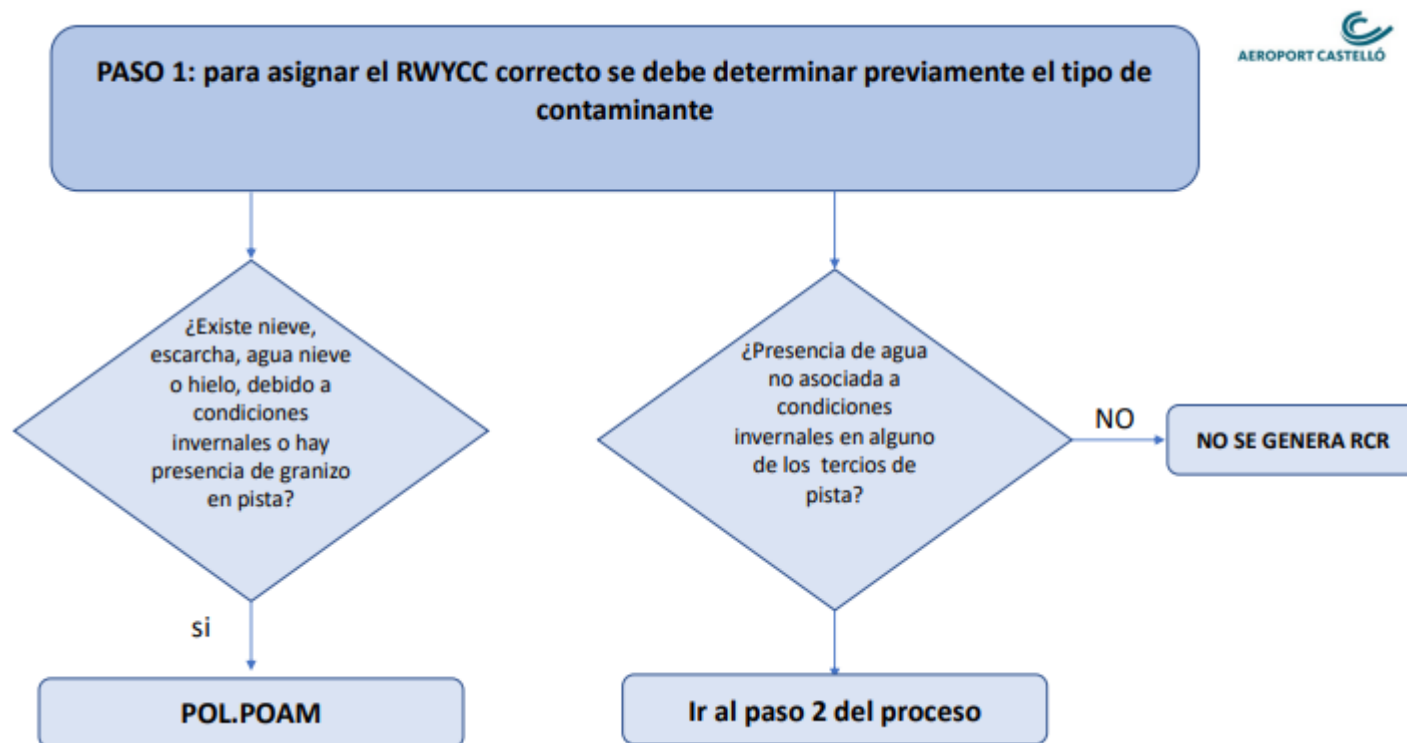 AEROPORT CASTELLÓ
PASO 1: para asignar el RWYCC correcto se debe determinar previamente el tipo de
contaminante
¿Existe nieve,
escarcha, agua nieve
o hielo, debido a
condiciones
invernales o hay
presencia de granizo
en pista?
¿Presencia de agua
no asociada a
condiciones
invernales en alguno
de los tercios de
pista?
NO
NO SE GENERA RCR
si
POL.POAM
Ir al paso 2 del proceso